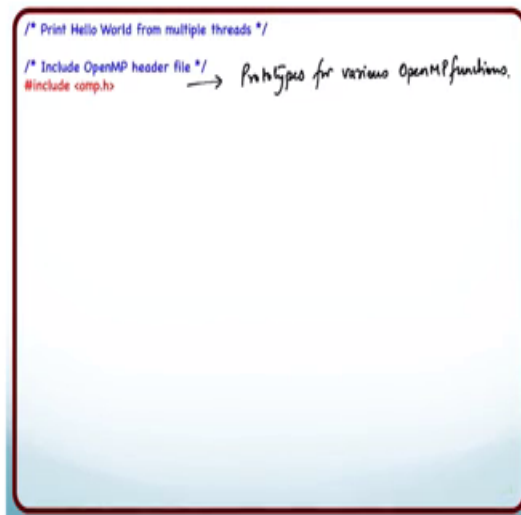 /* Print Hello World from multiple threads */
/* Include OpenMP header file */
#include <omp.h> → Prototypes for various OpenMP functions.